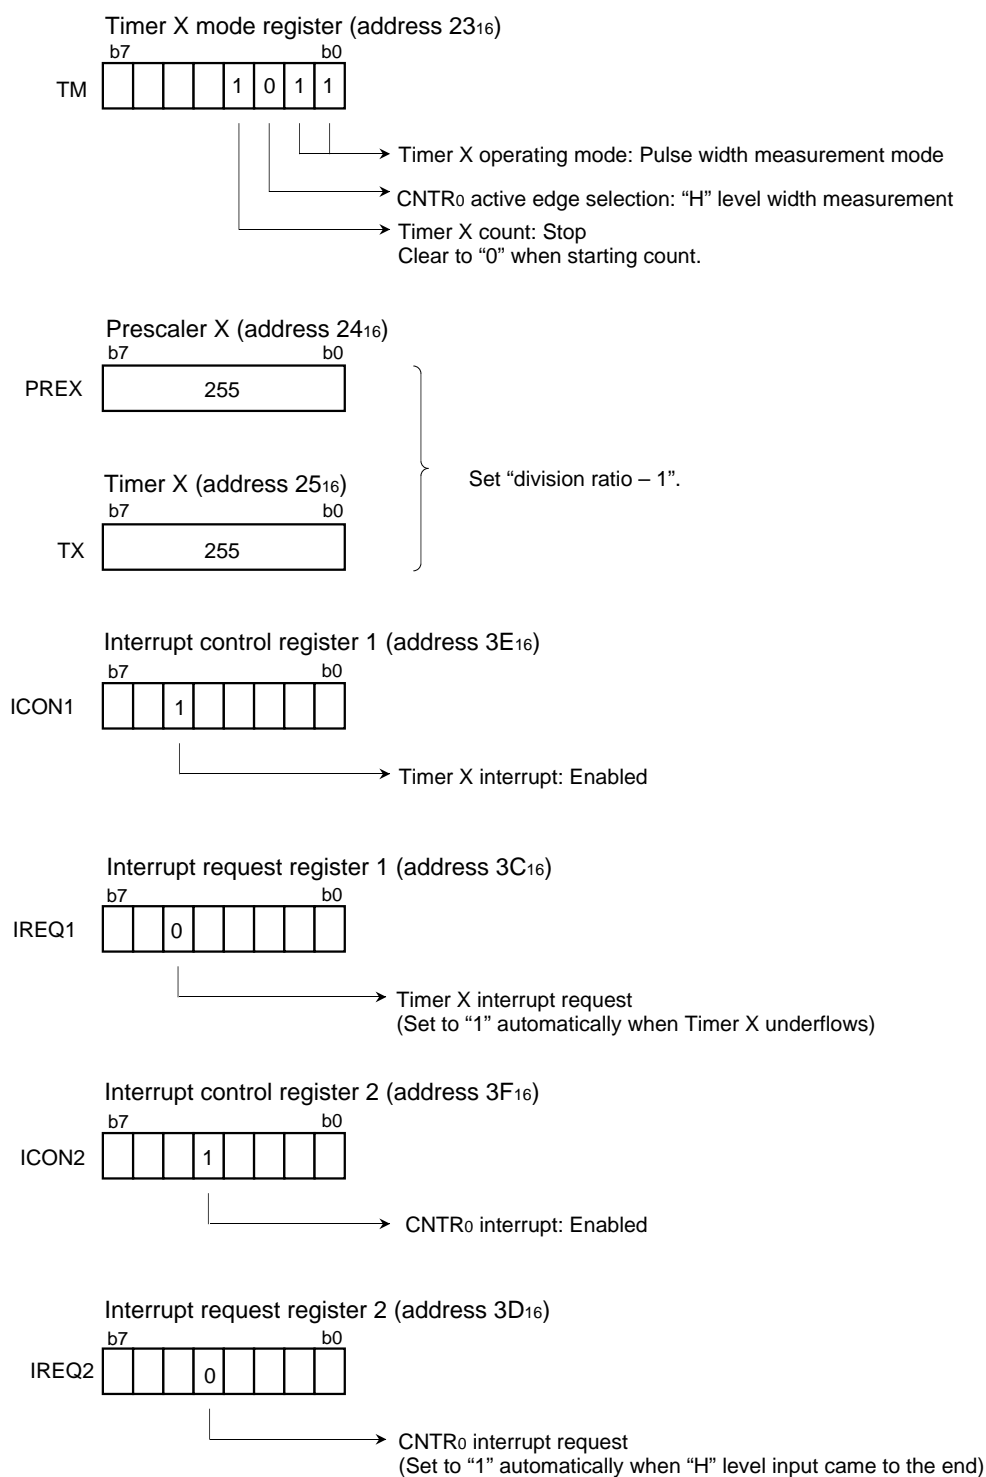 Timer X mode register (address 23₁₆)
b7 b0
TM 1 0 1 1
Timer X operating mode: Pulse width measurement mode
CNTR₀ active edge selection: “H” level width measurement
Timer X count: Stop
Clear to “0” when starting count.
Prescaler X (address 24₁₆)
b7 b0
PREX 255
Set “division ratio – 1”.
Timer X (address 25₁₆)
b7 b0
TX 255
Interrupt control register 1 (address 3E₁₆)
b7 b0
ICON1 1
Timer X interrupt: Enabled
Interrupt request register 1 (address 3C₁₆)
b7 b0
IREQ1 0
Timer X interrupt request
(Set to “1” automatically when Timer X underflows)
Interrupt control register 2 (address 3F₁₆)
b7 b0
ICON2 1
CNTR₀ interrupt: Enabled
Interrupt request register 2 (address 3D₁₆)
b7 b0
IREQ2 0
CNTR₀ interrupt request
(Set to “1” automatically when “H” level input came to the end)